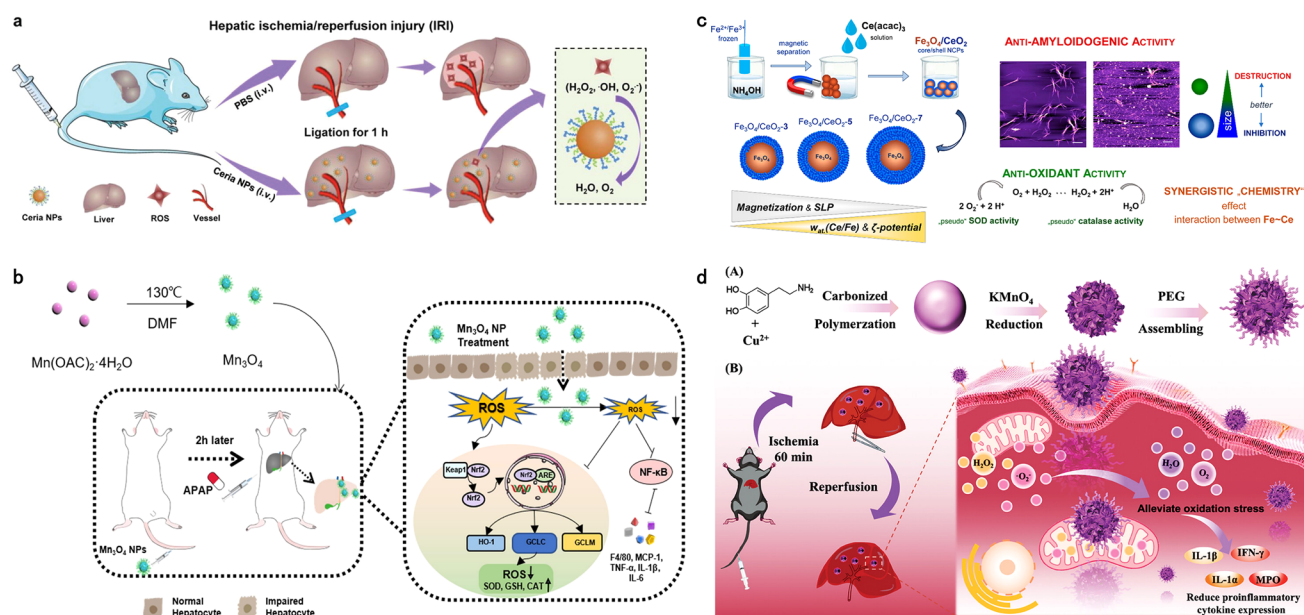 a
Hepatic ischemia/reperfusion injury (IRI)
PBS (i.v.)
Ligation for 1 h
Ceria NPs (i.v.)
(H₂O₂, ·OH, O₂·⁻)
H₂O, O₂
Ceria NPs
Liver
ROS
Vessel
b
130℃
DMF
Mn(OAC)₂·4H₂O
Mn₃O₄
2h later
APAP
Mn₃O₄ NPs
Mn₃O₄ NP
Treatment
ROS
ROS
Keap1
Nrf2
Nrf2
Nrf2
ARE
NF-κB
HO-1
GCLC
GCLM
ROS
SOD, GSH, CAT
F4/80, MCP-1,
TNF-α, IL-1β,
IL-6
Normal
Hepatocyte
Impaired
Hepatocyte
c
Fe²⁺/Fe³⁺
frozen
NH₄OH
magnetic
separation
Ce(acac)₃
solution
Fe₃O₄/CeO₂
core/shell NCPs
Fe₃O₄/CeO₂-3
Fe₃O₄/CeO₂-5
Fe₃O₄/CeO₂-7
Fe₃O₄
Fe₃O₄
Fe₃O₄
Magnetization & SLP
w_at.(Ce/Fe) & ζ-potential
ANTI-AMYLOIDOGENIC ACTIVITY
size
DESTRUCTION
better
INHIBITION
ANTI-OXIDANT ACTIVITY
O₂ + H₂O₂ ··· H₂O₂ + 2H⁺
2 O₂·⁻ + 2 H⁺
H₂O
„pseudo" SOD activity
„pseudo" catalase activity
SYNERGISTIC „CHEMISTRY"
effect
interaction between Fe~Ce
d
(A)
HO
HO
NH₂
+
Cu²⁺
Carbonized
Polymerzation
KMnO₄
Reduction
PEG
Assembling
(B)
Ischemia
60 min
Reperfusion
H₂O₂
·O₂⁻
H₂O
O₂
Alleviate oxidation stress
IL-1β
IFN-γ
IL-1α
MPO
Reduce proinflammatory
cytokine expression